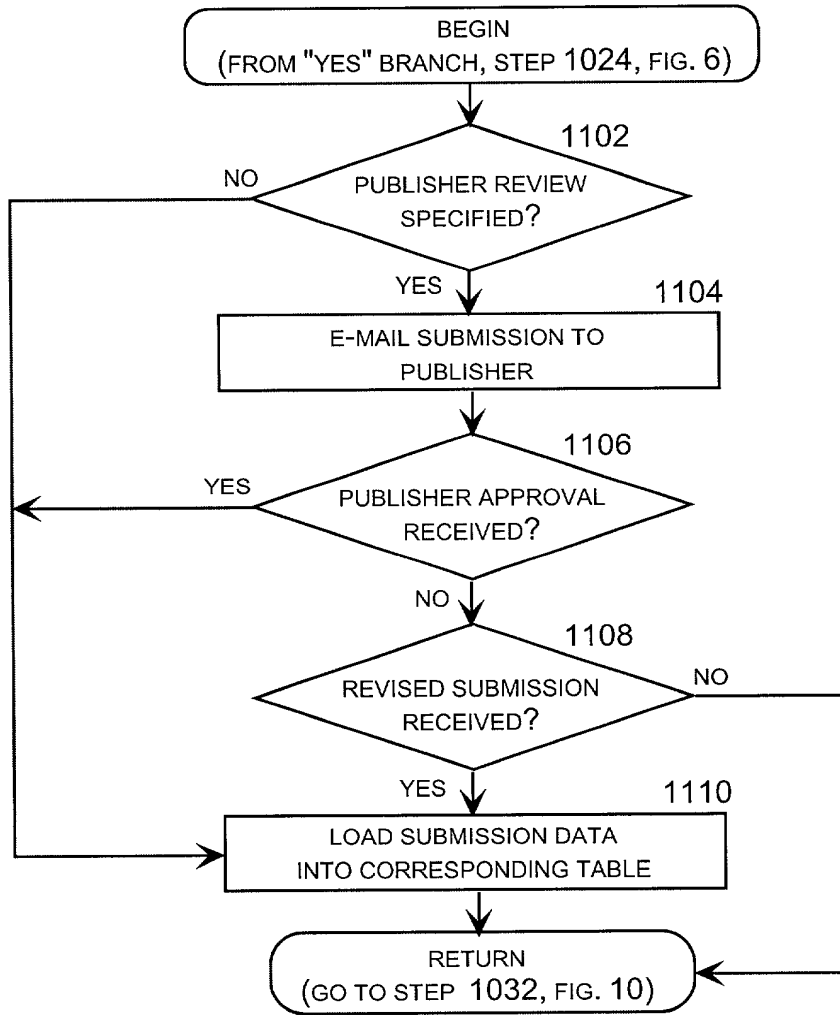 BEGIN
(FROM "YES" BRANCH, STEP 1024, FIG. 6)
1102
NO
PUBLISHER REVIEW
SPECIFIED?
YES
1104
E-MAIL SUBMISSION TO
PUBLISHER
1106
YES
PUBLISHER APPROVAL
RECEIVED?
NO
1108
REVISED SUBMISSION
RECEIVED?
NO
YES
1110
LOAD SUBMISSION DATA
INTO CORRESPONDING TABLE
RETURN
(GO TO STEP 1032, FIG. 10)